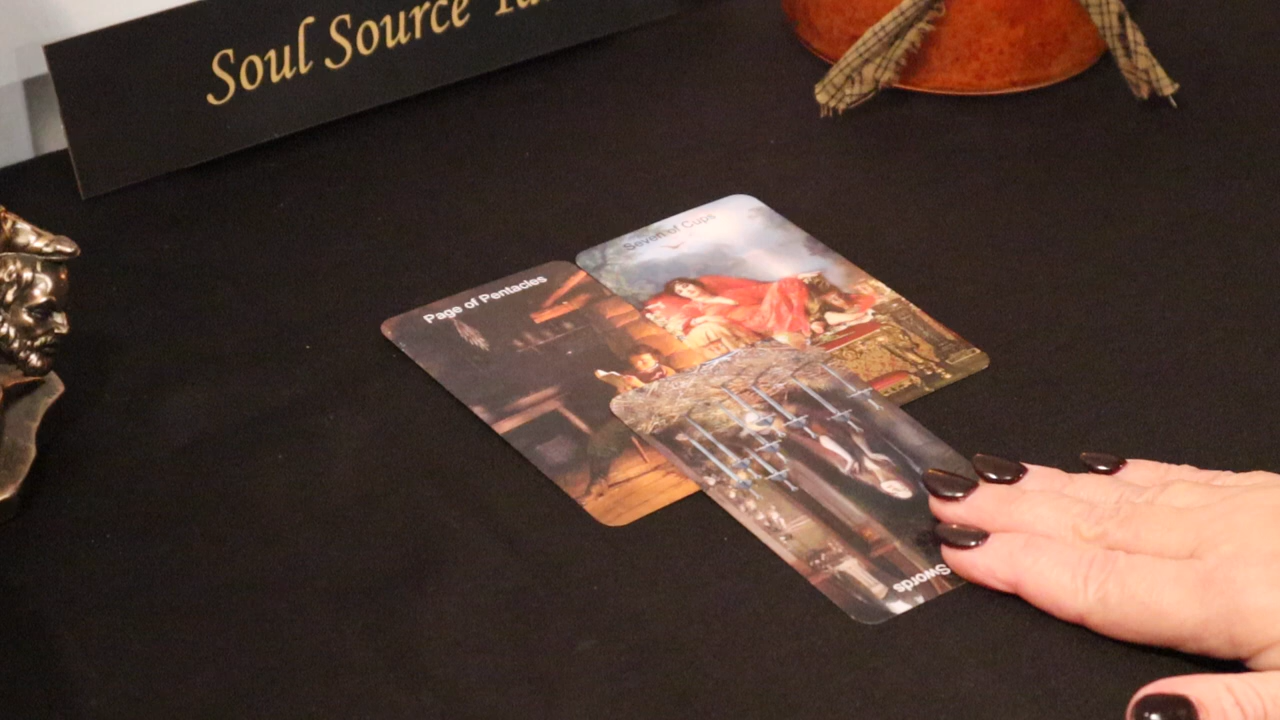 Soul Source
Seven of Cups
Page of Pentacles
Swords